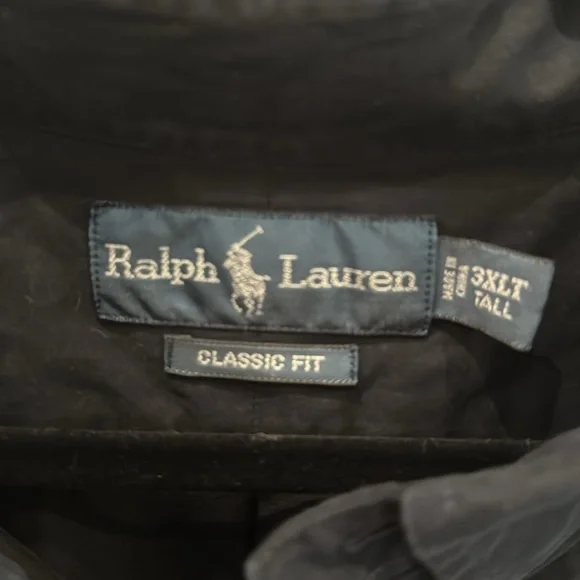 Ralph Lauren
MADE IN
CHINA
3XLT
TALL
CLASSIC FIT